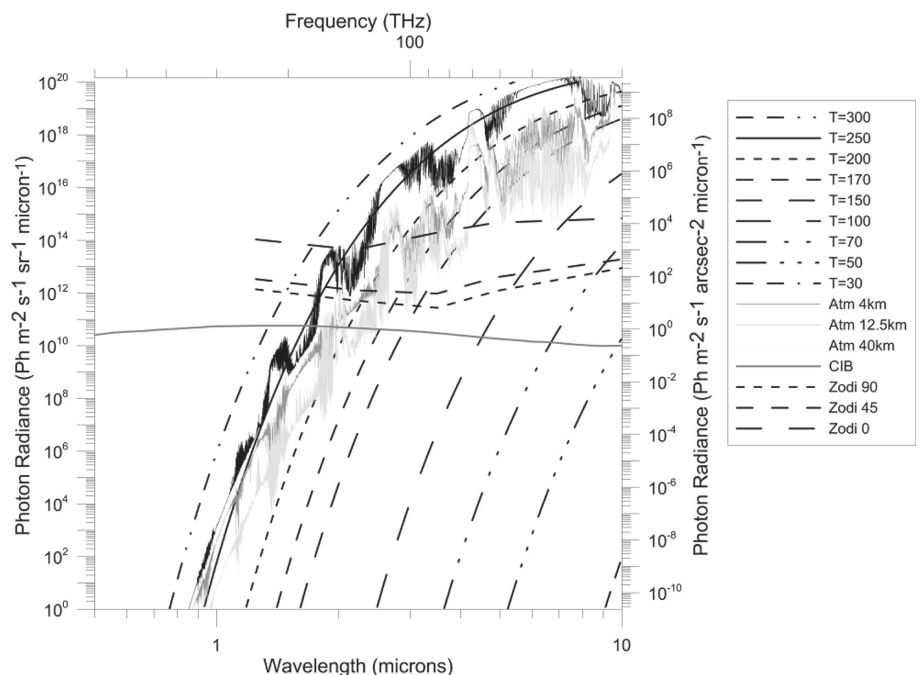 Frequency (THz)
100
Photon Radiance (Ph m-2 s-1 sr-1 micron-1)
10^20
10^18
10^16
10^14
10^12
10^10
10^8
10^6
10^4
10^2
10^0
10^8
10^6
10^4
10^2
10^0
10^-2
10^-4
10^-6
10^-8
10^-10
Photon Radiance (Ph m-2 s-1 arcsec-2 micron-1)
1
10
Wavelength (microns)
T=300
T=250
T=200
T=170
T=150
T=100
T=70
T=50
T=30
Atm 4km
Atm 12.5km
Atm 40km
CIB
Zodi 90
Zodi 45
Zodi 0